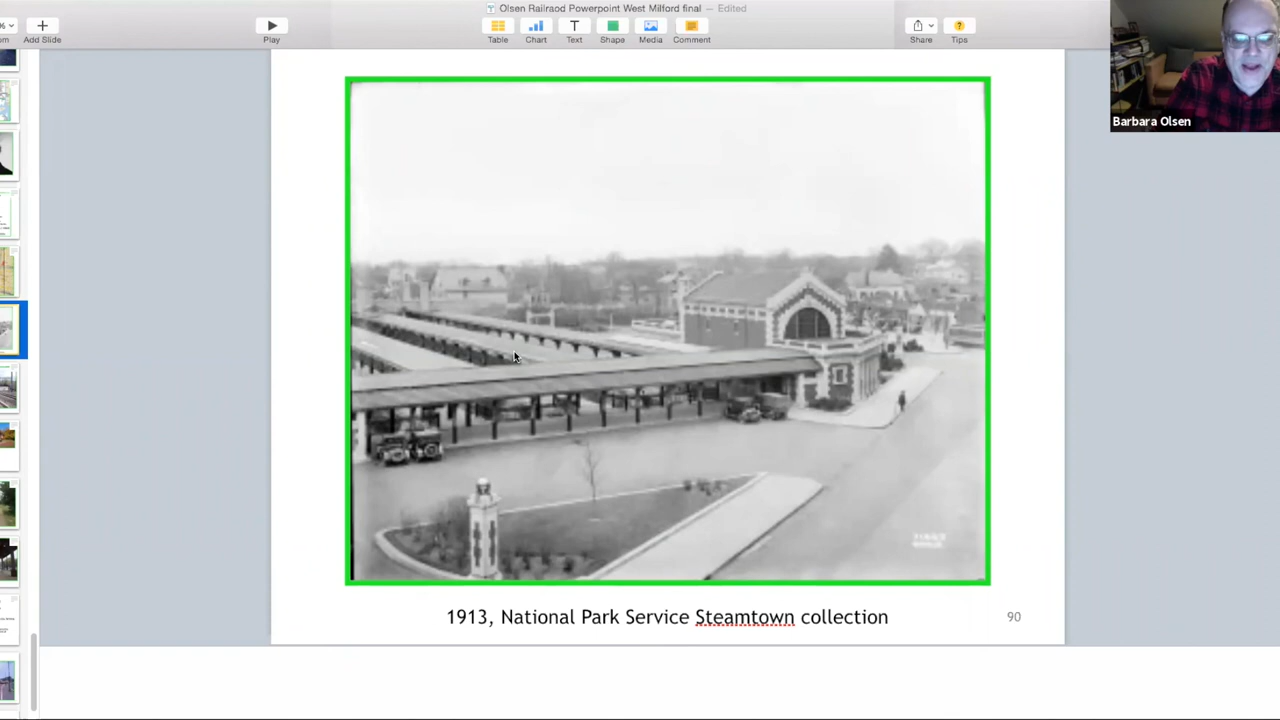 Olsen Railraod Powerpoint West Milford final — Edited
Add Slide
Play
Table
Chart
Text
Shape
Media
Comment
Share
Tips
Barbara Olsen
1913, National Park Service Steamtown collection
90